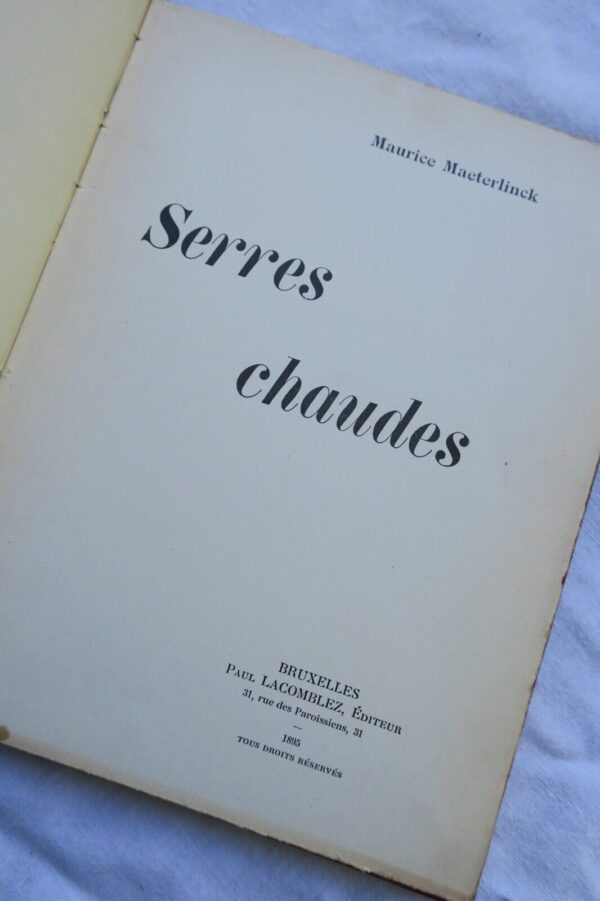 Maurice Maeterlinck
Serres
chaudes
BRUXELLES
PAUL LACOMBLEZ, ÉDITEUR
31, rue des Paroissiens, 31
—
1895
TOUS DROITS RÉSERVÉS